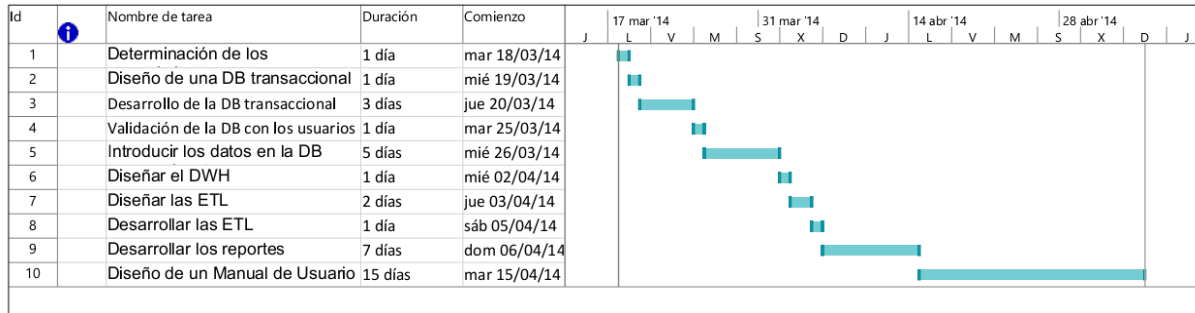 Id Nombre de tarea Duración Comienzo 17 mar '14 31 mar '14 14 abr '14 28 abr '14
J L V M S X D J L V M S X D J
1 Determinación de los 1 día mar 18/03/14
2 Diseño de una DB transaccional 1 día mié 19/03/14
3 Desarrollo de la DB transaccional 3 días jue 20/03/14
4 Validación de la DB con los usuarios 1 día mar 25/03/14
5 Introducir los datos en la DB 5 días mié 26/03/14
6 Diseñar el DWH 1 día mié 02/04/14
7 Diseñar las ETL 2 días jue 03/04/14
8 Desarrollar las ETL 1 día sáb 05/04/14
9 Desarrollar los reportes 7 días dom 06/04/14
10 Diseño de un Manual de Usuario 15 días mar 15/04/14